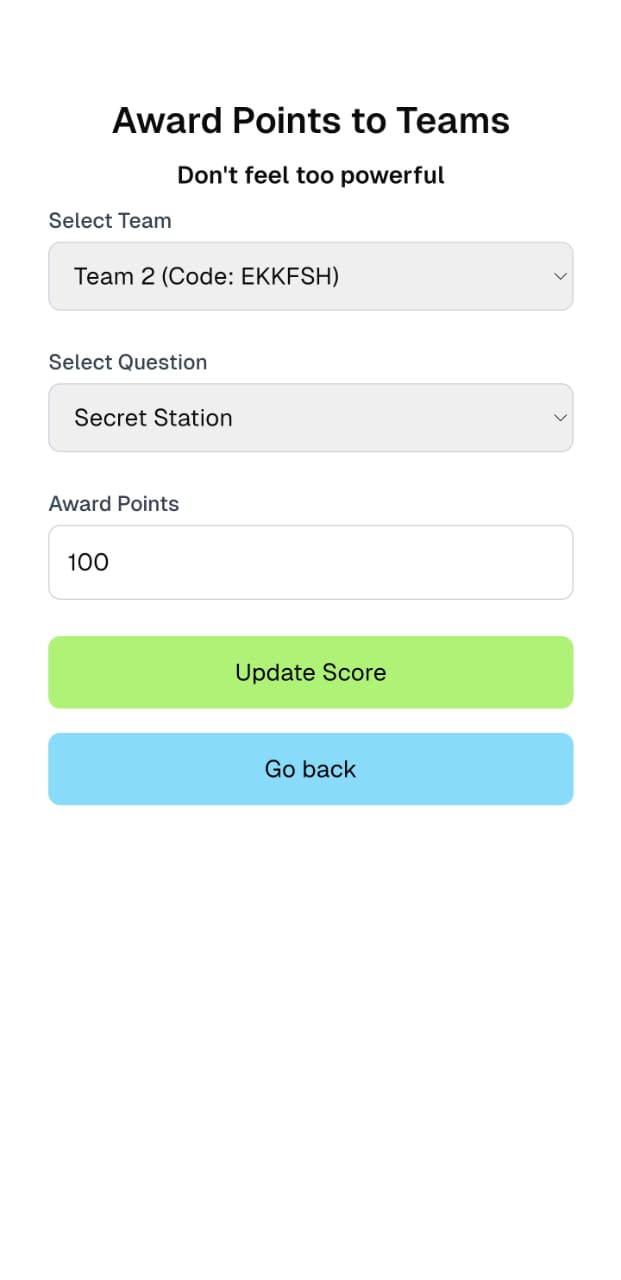 Award Points to Teams
Don't feel too powerful
Select Team
Team 2 (Code: EKKFSH)
Select Question
Secret Station
Award Points
100
Update Score
Go back